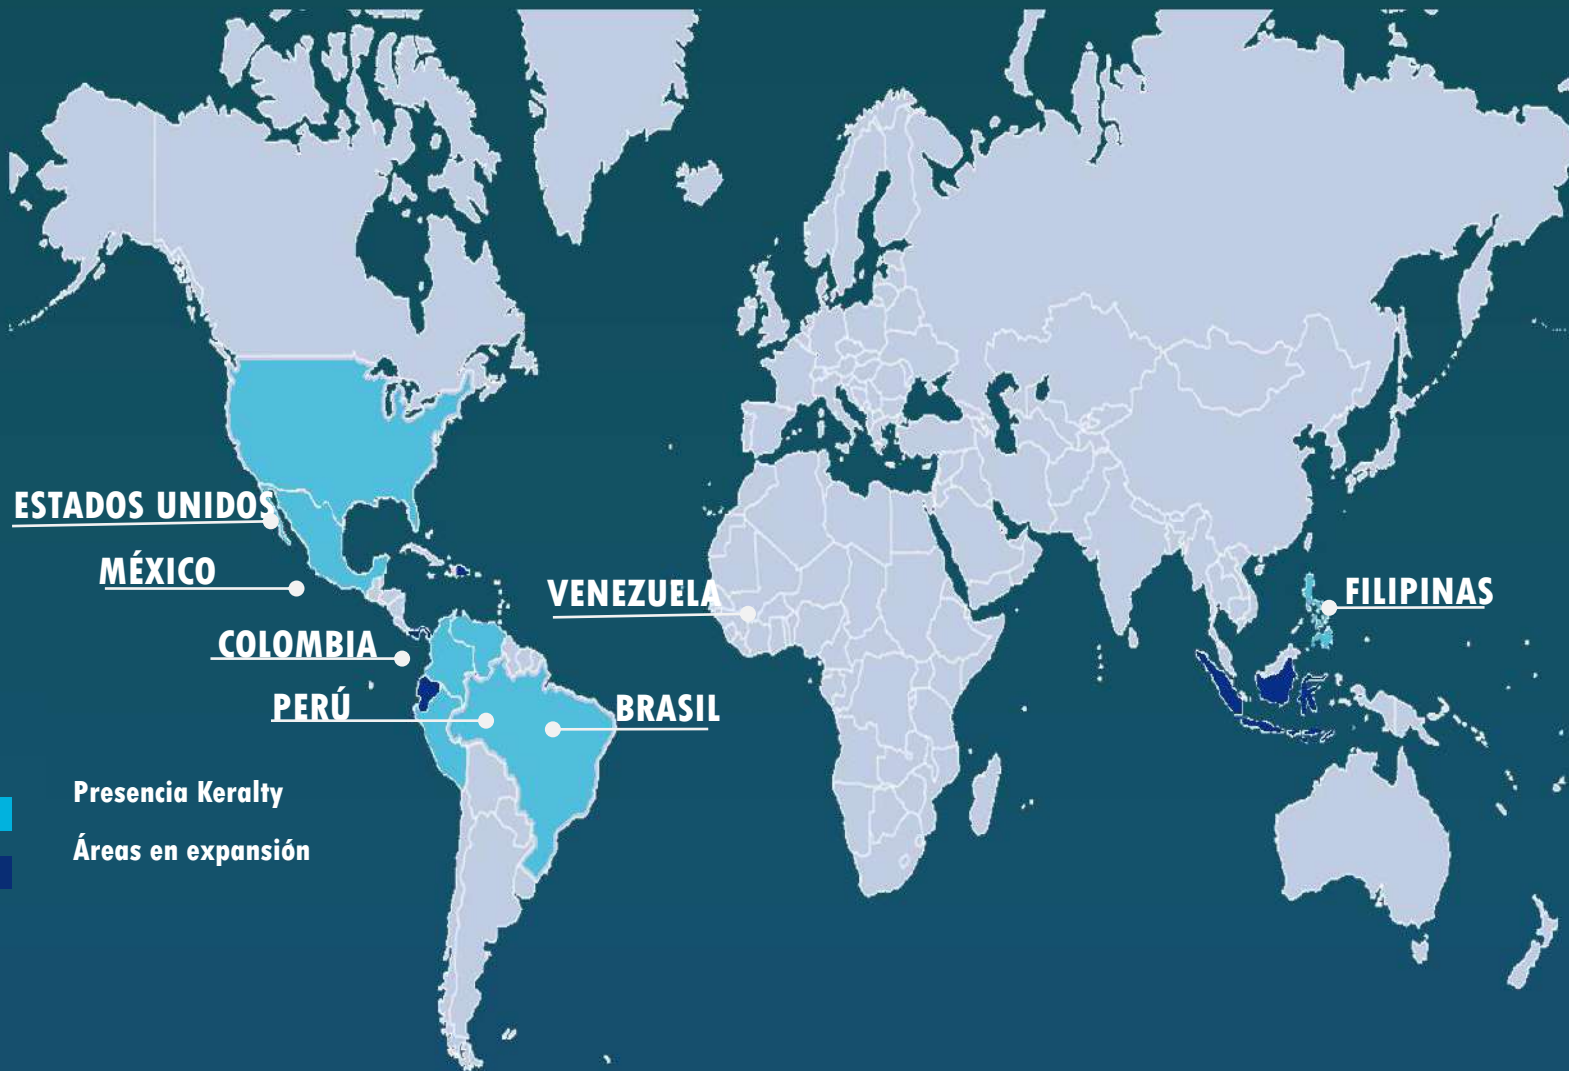 ESTADOS UNIDOS
MÉXICO
VENEZUELA
FILIPINAS
COLOMBIA
PERÚ
BRASIL
Presencia Keralty
Áreas en expansión